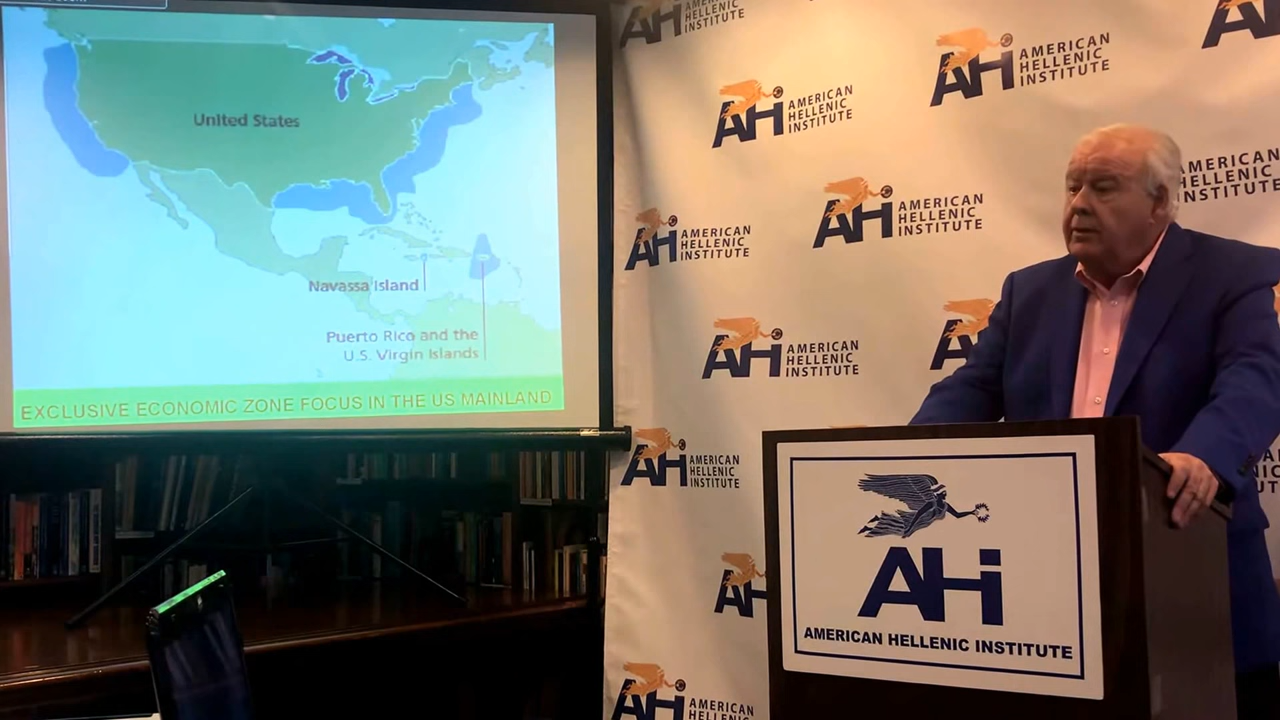 United States
Navassa Island
Puerto Rico and the
U.S. Virgin Islands
EXCLUSIVE ECONOMIC ZONE FOCUS IN THE US MAINLAND
AHi
INSTITUTE
AHi AMERICAN
HELLENIC
INSTITUTE
AHi AMERICAN
HELLENIC
INSTITUTE
AMERICAN
HELLENIC
INSTITUTE
AHi AMERICAN
HELLENIC
INSTITUTE
AHi AMERICAN
HELLENIC
INSTITUTE
AHi AMERICAN
HELLENIC
INSTITUTE
AHi AMERICAN
HELLENIC
INSTITUTE
AHi AMERICAN
HELLENIC
INSTITUTE
AHi
AMERICAN HELLENIC INSTITUTE